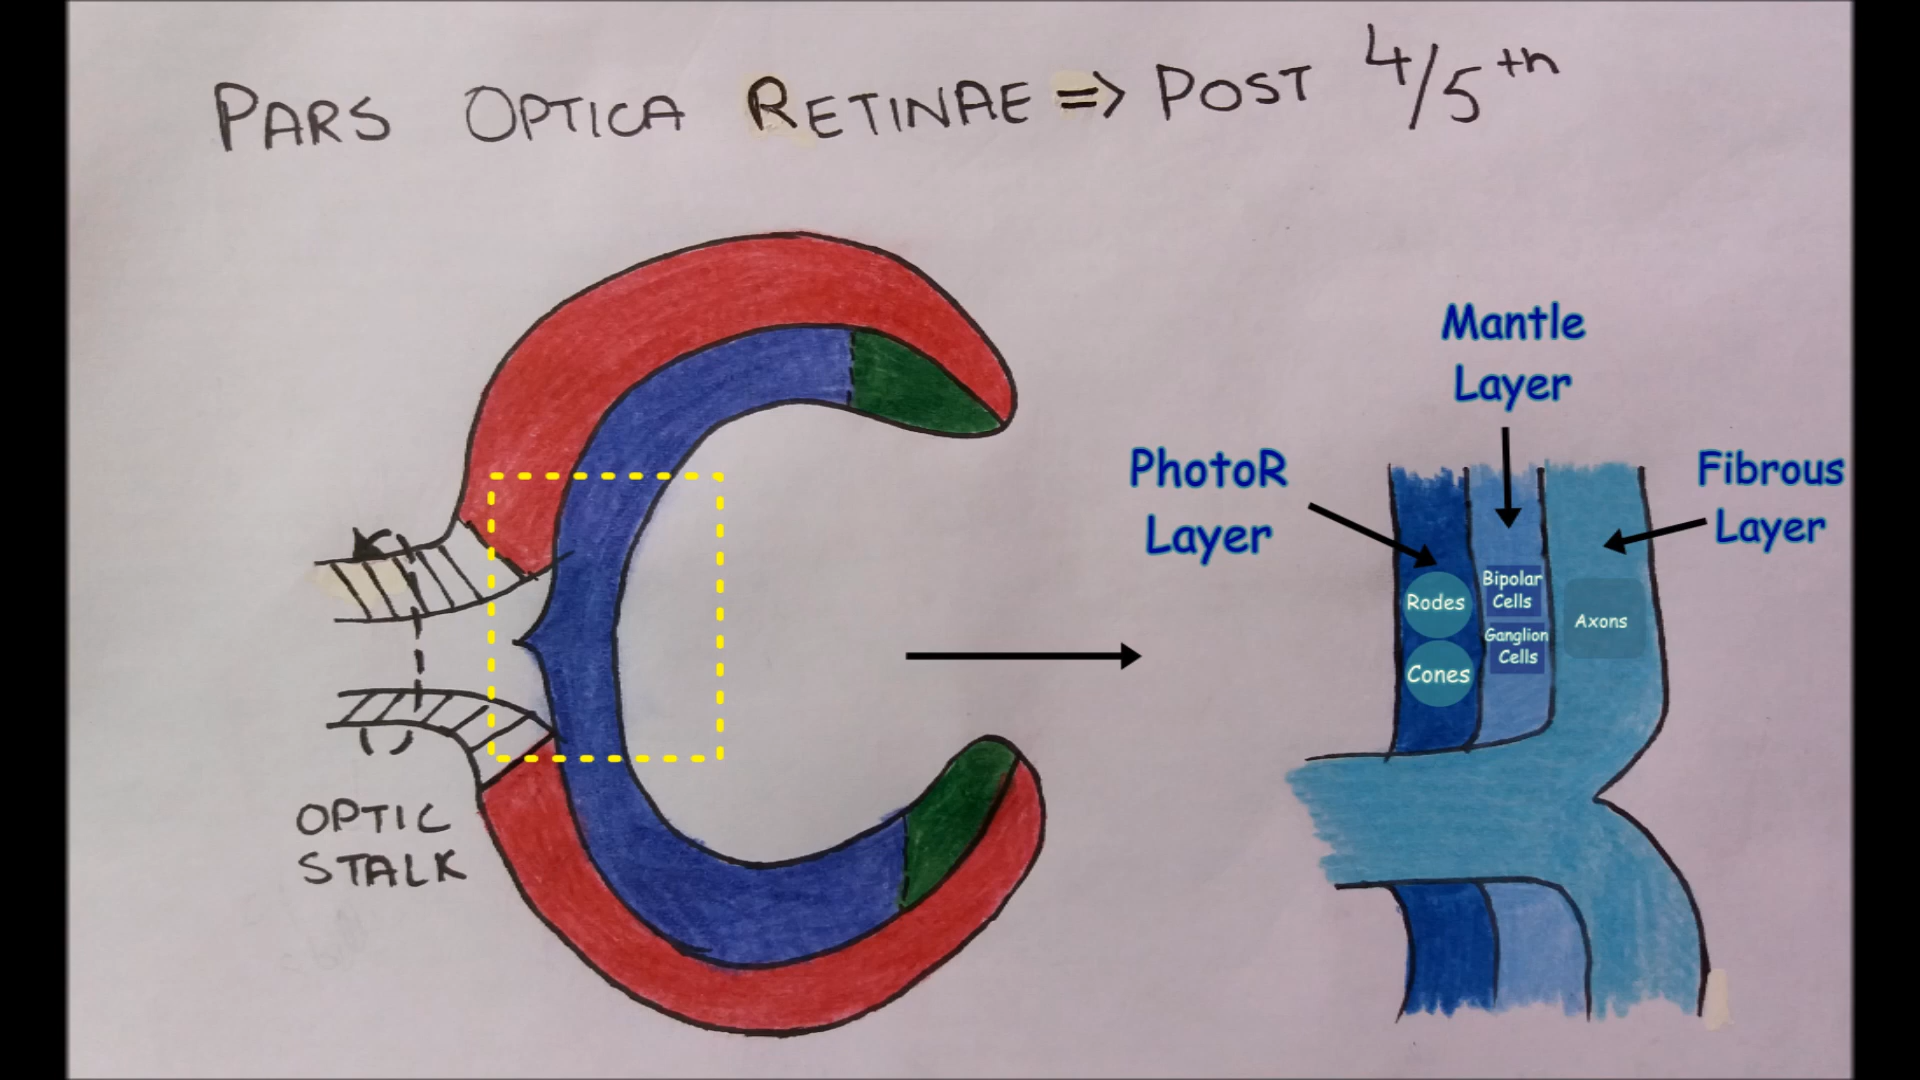 PARS OPTICA RETINAE => POST 4/5th
Mantle
Layer
PhotoR
Layer
Fibrous
Layer
Rodes
Cones
Bipolar
Cells
Ganglion
Cells
Axons
OPTIC
STALK